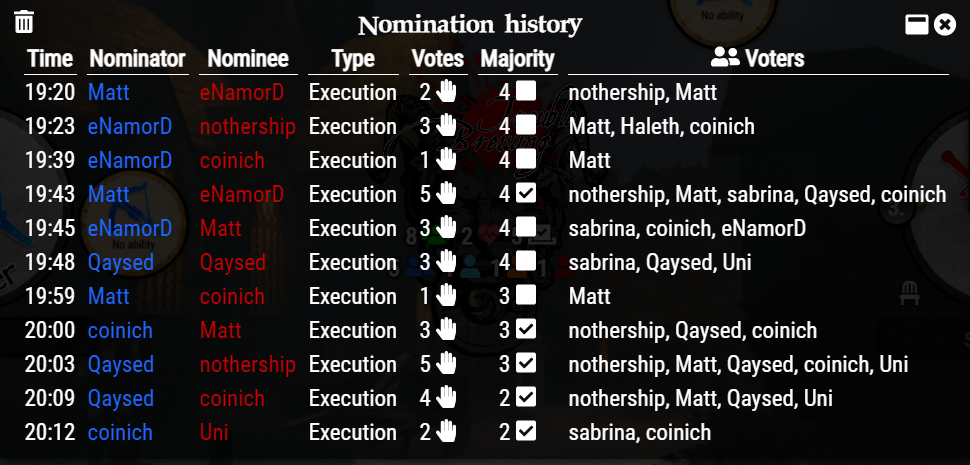 No ability
Nomination history
Time Nominator Nominee Type Votes Majority Voters
19:20 Matt eNamorD Execution 2 4 nothership, Matt
19:23 eNamorD nothership Execution 3 4 Matt, Haleth, coinich
19:39 eNamorD coinich Execution 1 4 Matt
19:43 Matt eNamorD Execution 5 4 nothership, Matt, sabrina, Qaysed, coinich
19:45 eNamorD Matt Execution 3 4 sabrina, coinich, eNamorD
No ability
19:48 Qaysed Qaysed Execution 3 4 sabrina, Qaysed, Uni
19:59 Matt coinich Execution 1 3 Matt
20:00 coinich Matt Execution 3 3 nothership, Qaysed, coinich
20:03 Qaysed nothership Execution 5 3 nothership, Matt, Qaysed, coinich, Uni
20:09 Qaysed coinich Execution 4 2 nothership, Matt, Qaysed, Uni
20:12 coinich Uni Execution 2 2 sabrina, coinich